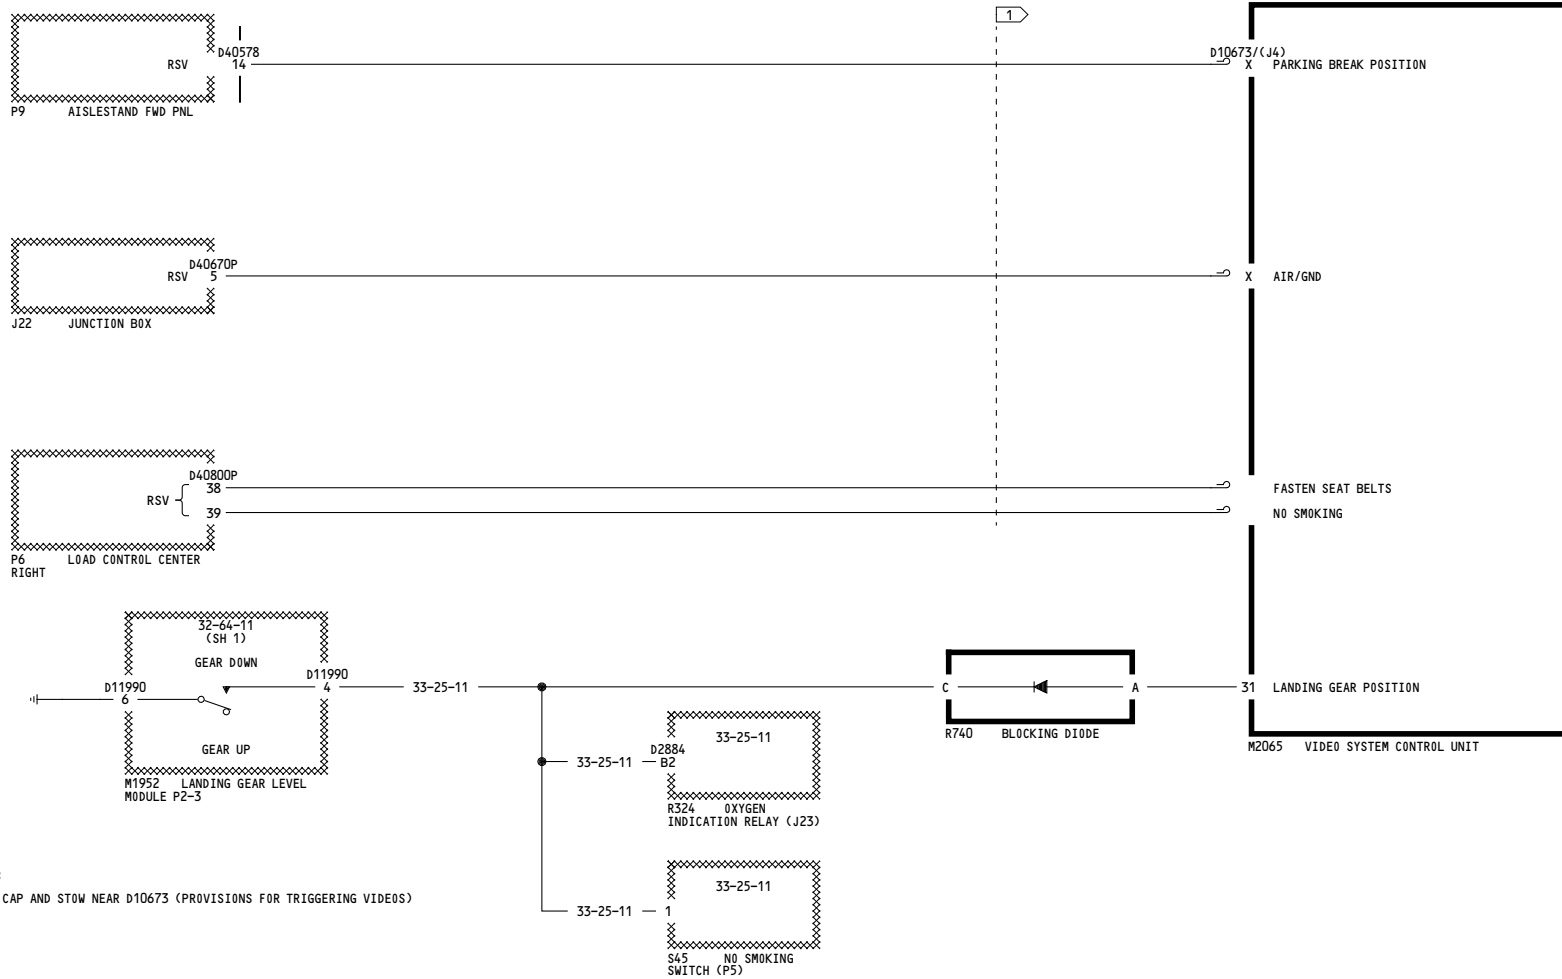 1
D40578
RSV 14
P9 AISLESTAND FWD PNL
D10673/(J4)
X PARKING BREAK POSITION
D40670P
RSV 5
J22 JUNCTION BOX
X AIR/GND
D40800P
38
RSV
39
P6 LOAD CONTROL CENTER
RIGHT
FASTEN SEAT BELTS
NO SMOKING
32-64-11
(SH 1)
GEAR DOWN
D11990
6
D11990
4
33-25-11
GEAR UP
M1952 LANDING GEAR LEVEL
MODULE P2-3
C A
R740 BLOCKING DIODE
31 LANDING GEAR POSITION
M2065 VIDEO SYSTEM CONTROL UNIT
33-25-11
33-25-11
D2884
B2
R324 OXYGEN
INDICATION RELAY (J23)
33-25-11
33-25-11
1
S45 NO SMOKING
SWITCH (P5)
CAP AND STOW NEAR D10673 (PROVISIONS FOR TRIGGERING VIDEOS)